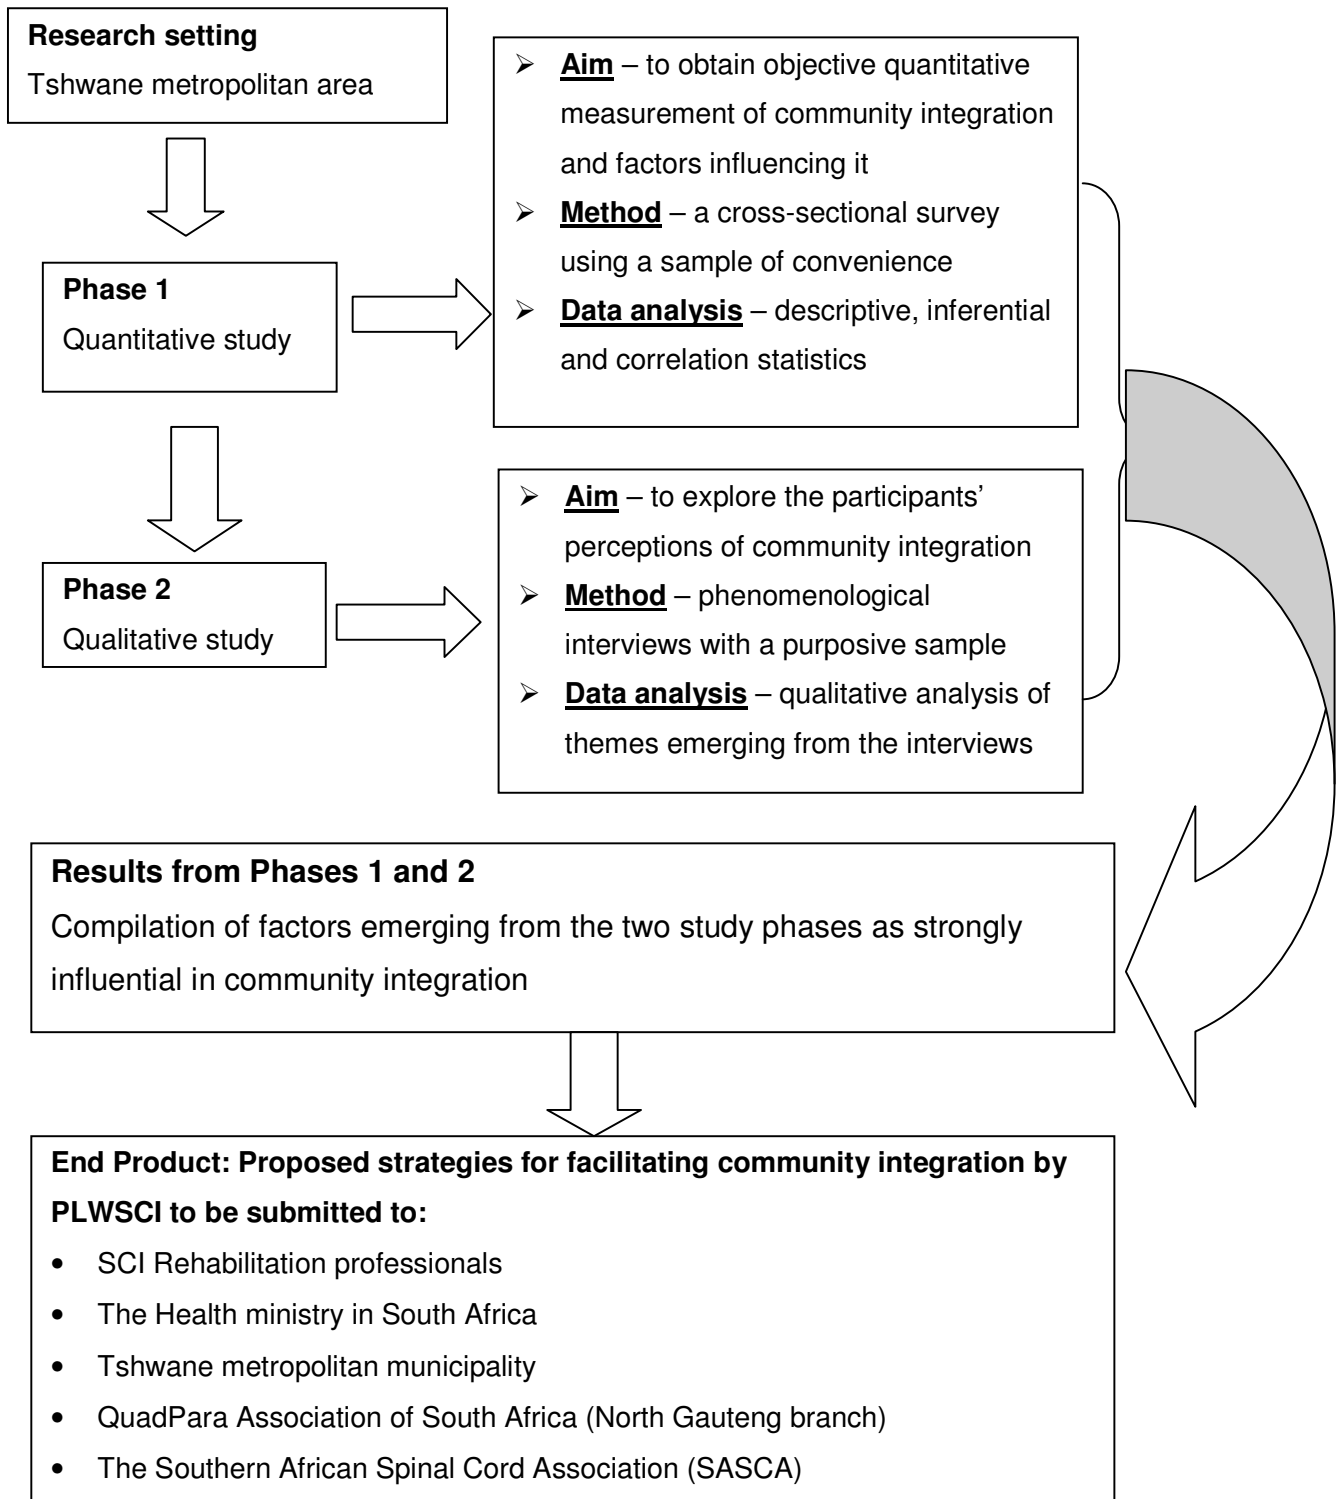 Research setting
Tshwane metropolitan area
➢ Aim – to obtain objective quantitative
measurement of community integration
and factors influencing it
➢ Method – a cross-sectional survey
using a sample of convenience
➢ Data analysis – descriptive, inferential
and correlation statistics
Phase 1
Quantitative study
➢ Aim – to explore the participants’
perceptions of community integration
➢ Method – phenomenological
interviews with a purposive sample
➢ Data analysis – qualitative analysis of
themes emerging from the interviews
Phase 2
Qualitative study
Results from Phases 1 and 2
Compilation of factors emerging from the two study phases as strongly
influential in community integration
End Product: Proposed strategies for facilitating community integration by
PLWSCI to be submitted to:
• SCI Rehabilitation professionals
• The Health ministry in South Africa
• Tshwane metropolitan municipality
• QuadPara Association of South Africa (North Gauteng branch)
• The Southern African Spinal Cord Association (SASCA)